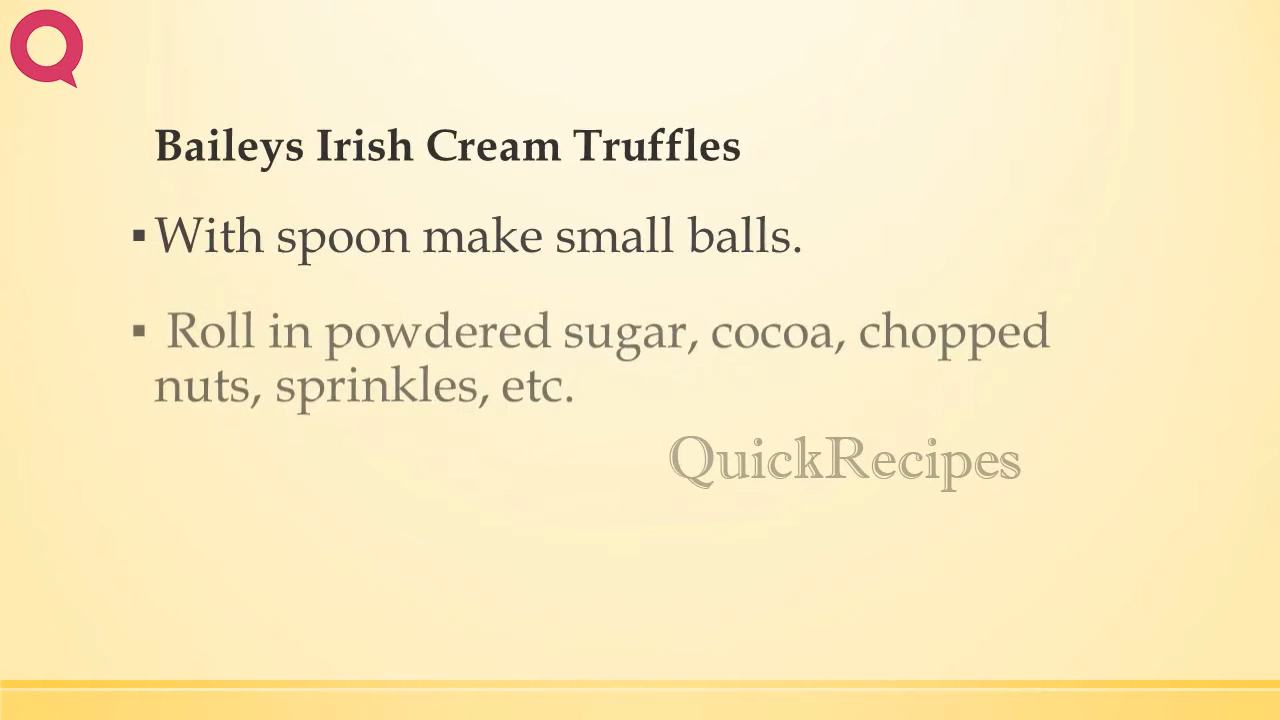 Baileys Irish Cream Truffles
▪ With spoon make small balls.
▪ Roll in powdered sugar, cocoa, chopped
nuts, sprinkles, etc.
QuickRecipes